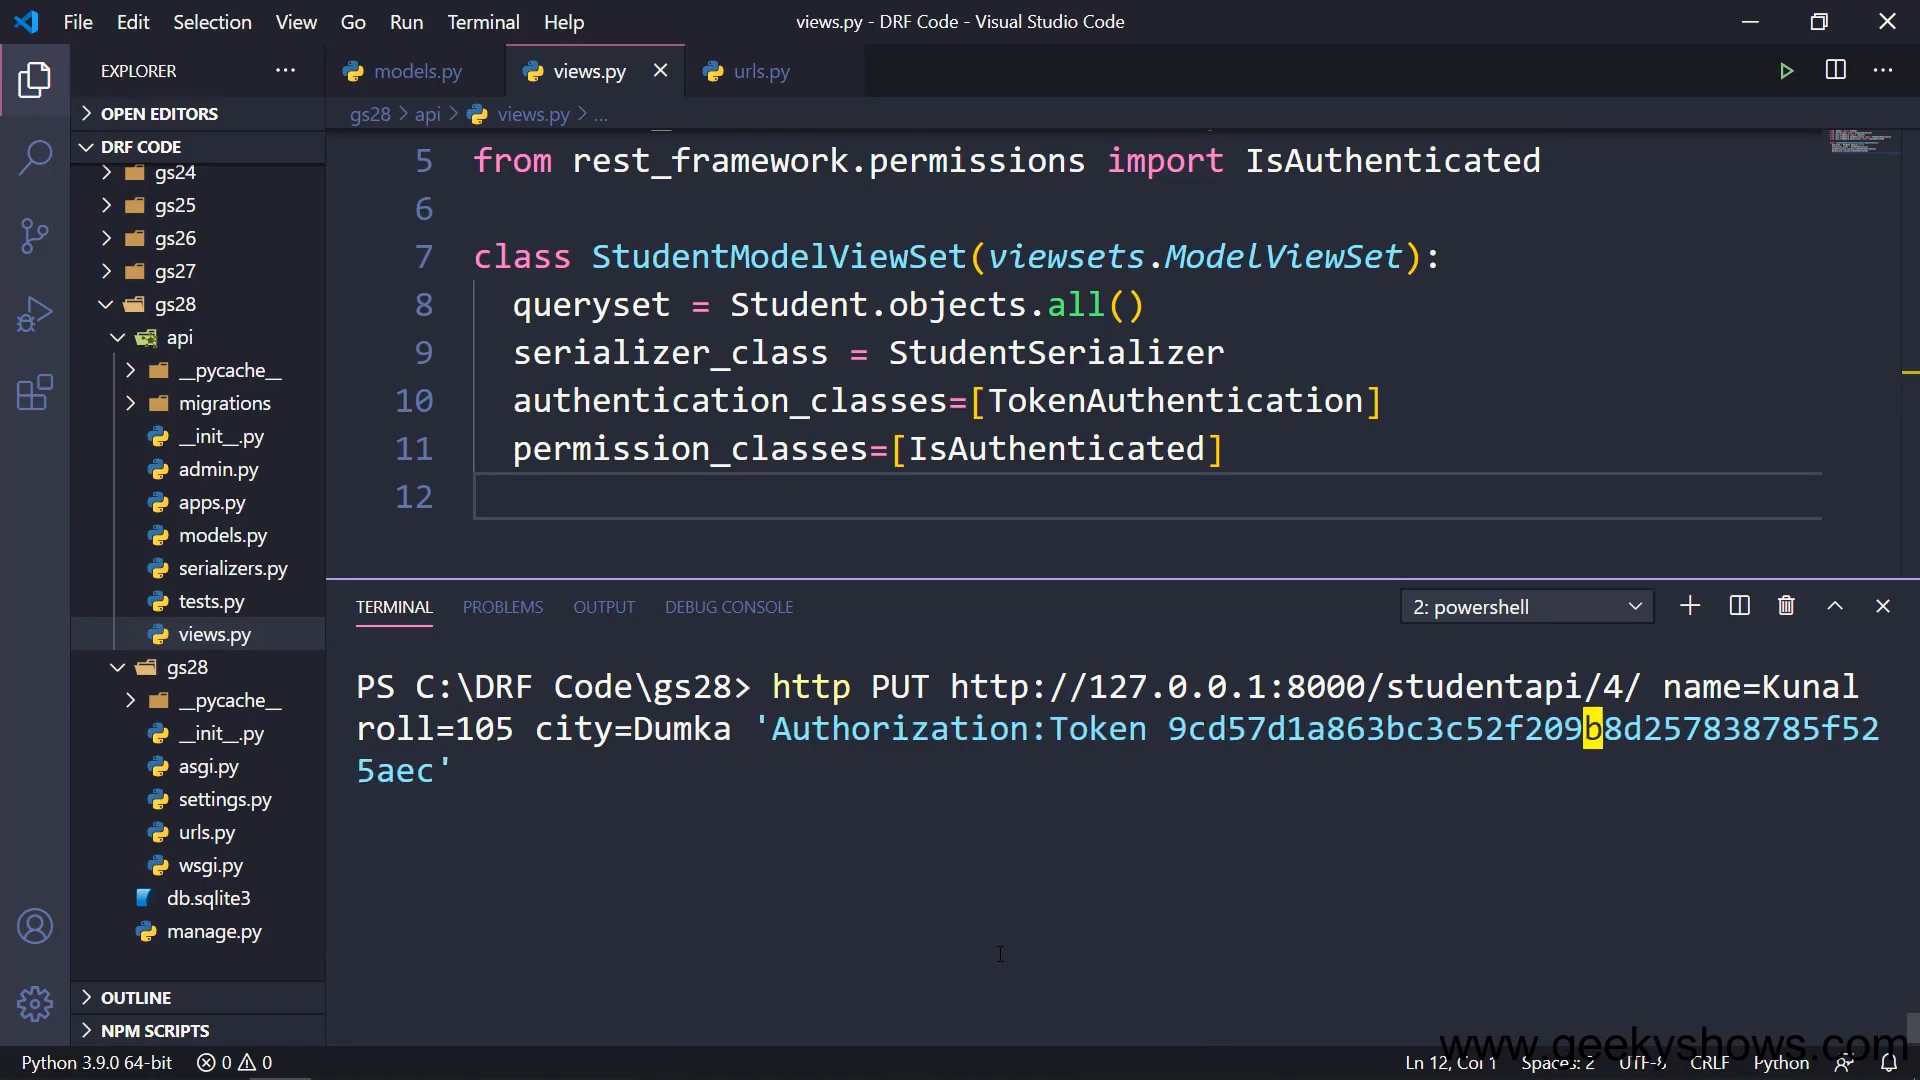 File Edit Selection View Go Run Terminal Help
views.py - DRF Code - Visual Studio Code
EXPLORER
models.py
views.py
urls.py
OPEN EDITORS
gs28 > api > views.py > ...
DRF CODE
gs24
gs25
gs26
gs27
gs28
api
__pycache__
migrations
__init__.py
admin.py
apps.py
models.py
serializers.py
tests.py
views.py
gs28
__pycache__
__init__.py
asgi.py
settings.py
urls.py
wsgi.py
db.sqlite3
manage.py
OUTLINE
NPM SCRIPTS
5 from rest_framework.permissions import IsAuthenticated
6
7 class StudentModelViewSet(viewsets.ModelViewSet):
8 queryset = Student.objects.all()
9 serializer_class = StudentSerializer
10 authentication_classes=[TokenAuthentication]
11 permission_classes=[IsAuthenticated]
12
TERMINAL PROBLEMS OUTPUT DEBUG CONSOLE
2: powershell
PS C:\DRF Code\gs28> http PUT http://127.0.0.1:8000/studentapi/4/ name=Kunal
roll=105 city=Dumka 'Authorization:Token 9cd57d1a863bc3c52f209b8d257838785f52
5aec'
www.geekyshows.com
Python 3.9.0 64-bit 0 0
Ln 12, Col 1 Spaces: 2 UTF-8 CRLF Python